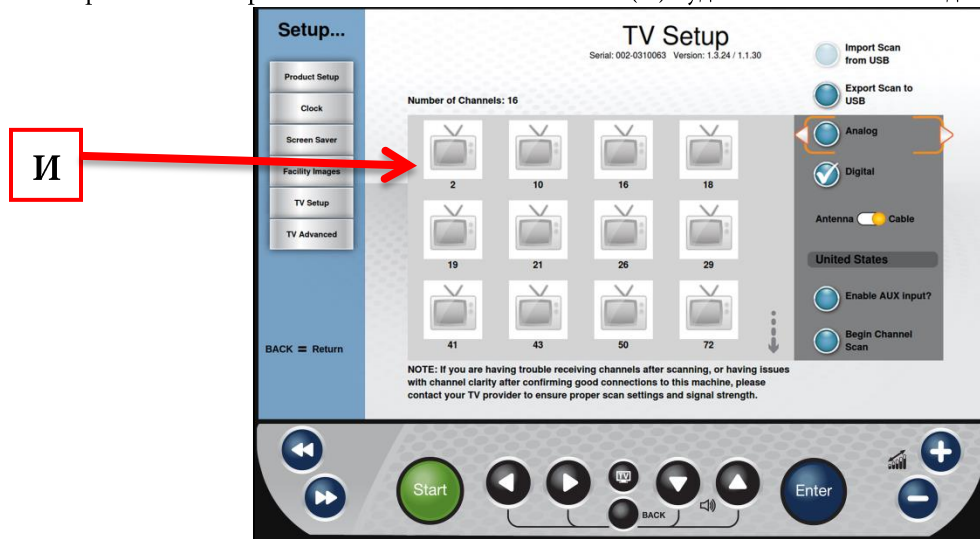 Setup...
TV Setup
Serial: 002-0310063 Version: 1.3.24 / 1.1.30
Product Setup
Clock
Screen Saver
Facility Images
TV Setup
TV Advanced
BACK = Return
И
Number of Channels: 16
2 10 16 18
19 21 26 29
41 43 50 72
Import Scan
from USB
Export Scan to
USB
Analog
Digital
Antenna Cable
United States
Enable AUX input?
Begin Channel
Scan
NOTE: If you are having trouble receiving channels after scanning, or having issues
with channel clarity after confirming good connections to this machine, please
contact your TV provider to ensure proper scan settings and signal strength.
Start
TV
BACK
Enter